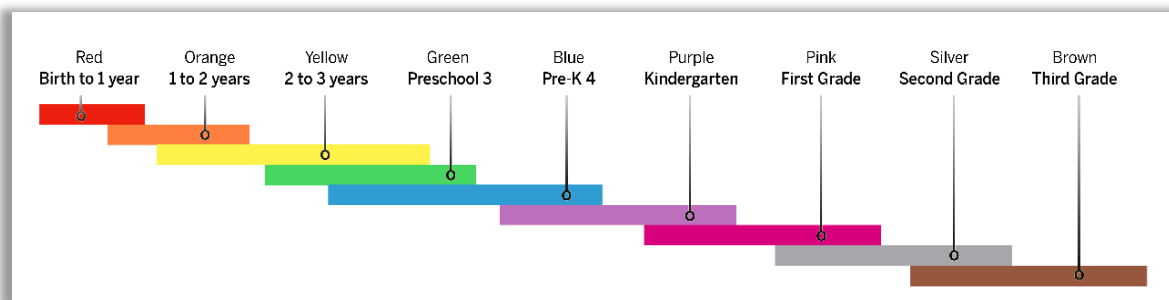 Red Orange Yellow Green Blue Purple Pink Silver Brown
Birth to 1 year 1 to 2 years 2 to 3 years Preschool 3 Pre-K 4 Kindergarten First Grade Second Grade Third Grade